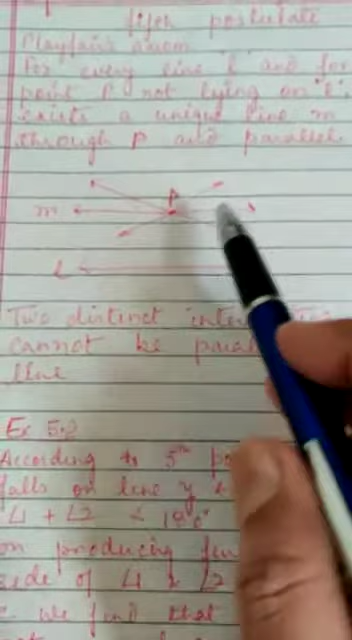 postulate
Playfair's axiom
For every line 'l' and for
point P not lying on 'l'
exists a unique line m
through P and parallel
P
m
l
Two distinct
cannot be
line
Ex 5.2
According to 5th
falls on line y
∠1 + ∠2 < 180°
on producing
side of ∠1 & ∠2
we find that